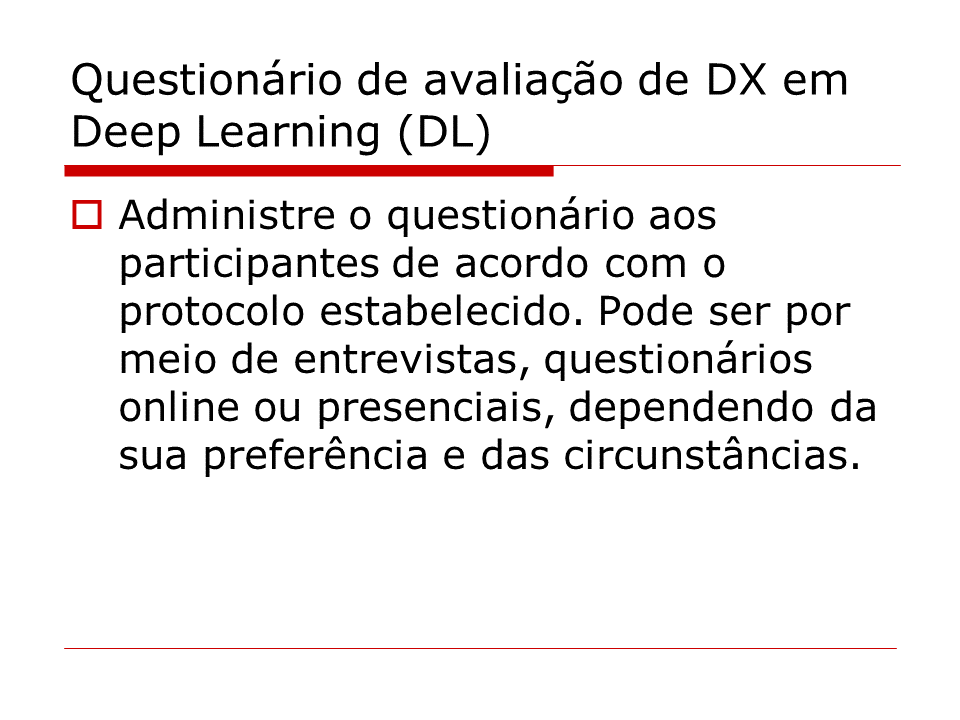 Questionário de avaliação de DX em
Deep Learning (DL)
Administre o questionário aos
participantes de acordo com o
protocolo estabelecido. Pode ser por
meio de entrevistas, questionários
online ou presenciais, dependendo da
sua preferência e das circunstâncias.